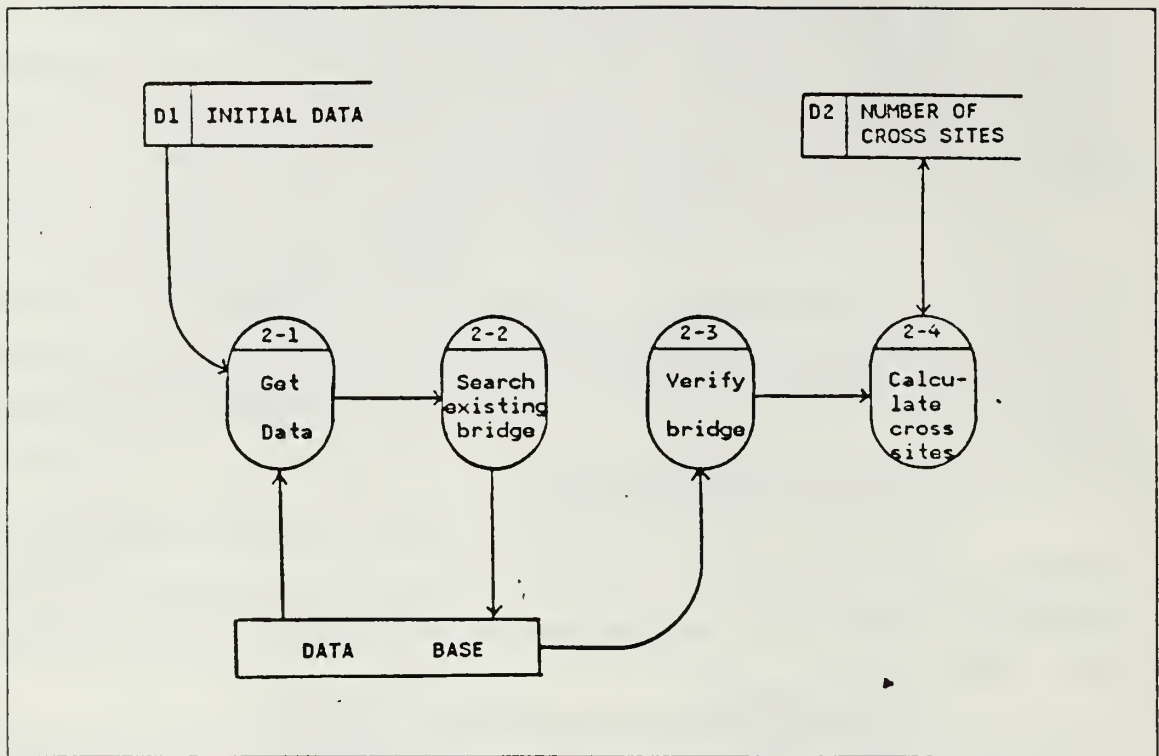 D1 INITIAL DATA
D2 NUMBER OF
CROSS SITES
2-1
Get
Data
2-2
Search
existing
bridge
2-3
Verify
bridge
2-4
Calcu-
late
cross
sites
DATA BASE